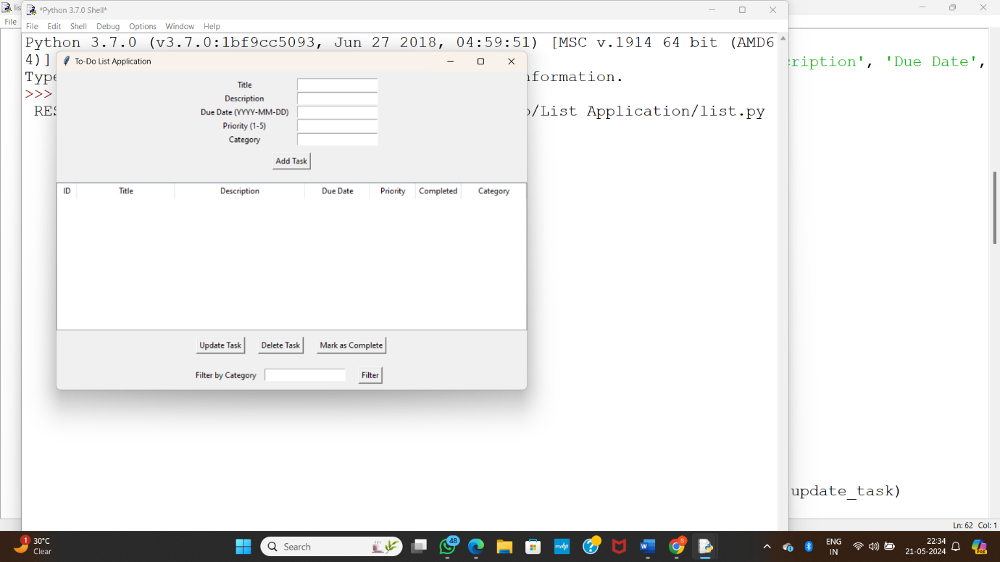 lis
*Python 3.7.0 Shell*
File
File Edit Shell Debug Options Window Help
Python 3.7.0 (v3.7.0:1bf9cc5093, Jun 27 2018, 04:59:51) [MSC v.1914 64 bit (AMD6
4)]
To-Do List Application
cription', 'Due Date',
Type
nformation.
>>>
RES
/List Application/list.py
Title
Description
Due Date (YYYY-MM-DD)
Priority (1-5)
Category
Add Task
ID Title Description Due Date Priority Completed Category
Update Task Delete Task Mark as Complete
Filter by Category Filter
update_task)
Ln: 62 Col: 1
1
30°C
Clear
Search
48
W
S
ENG
IN
22:34
21-05-2024
PRE